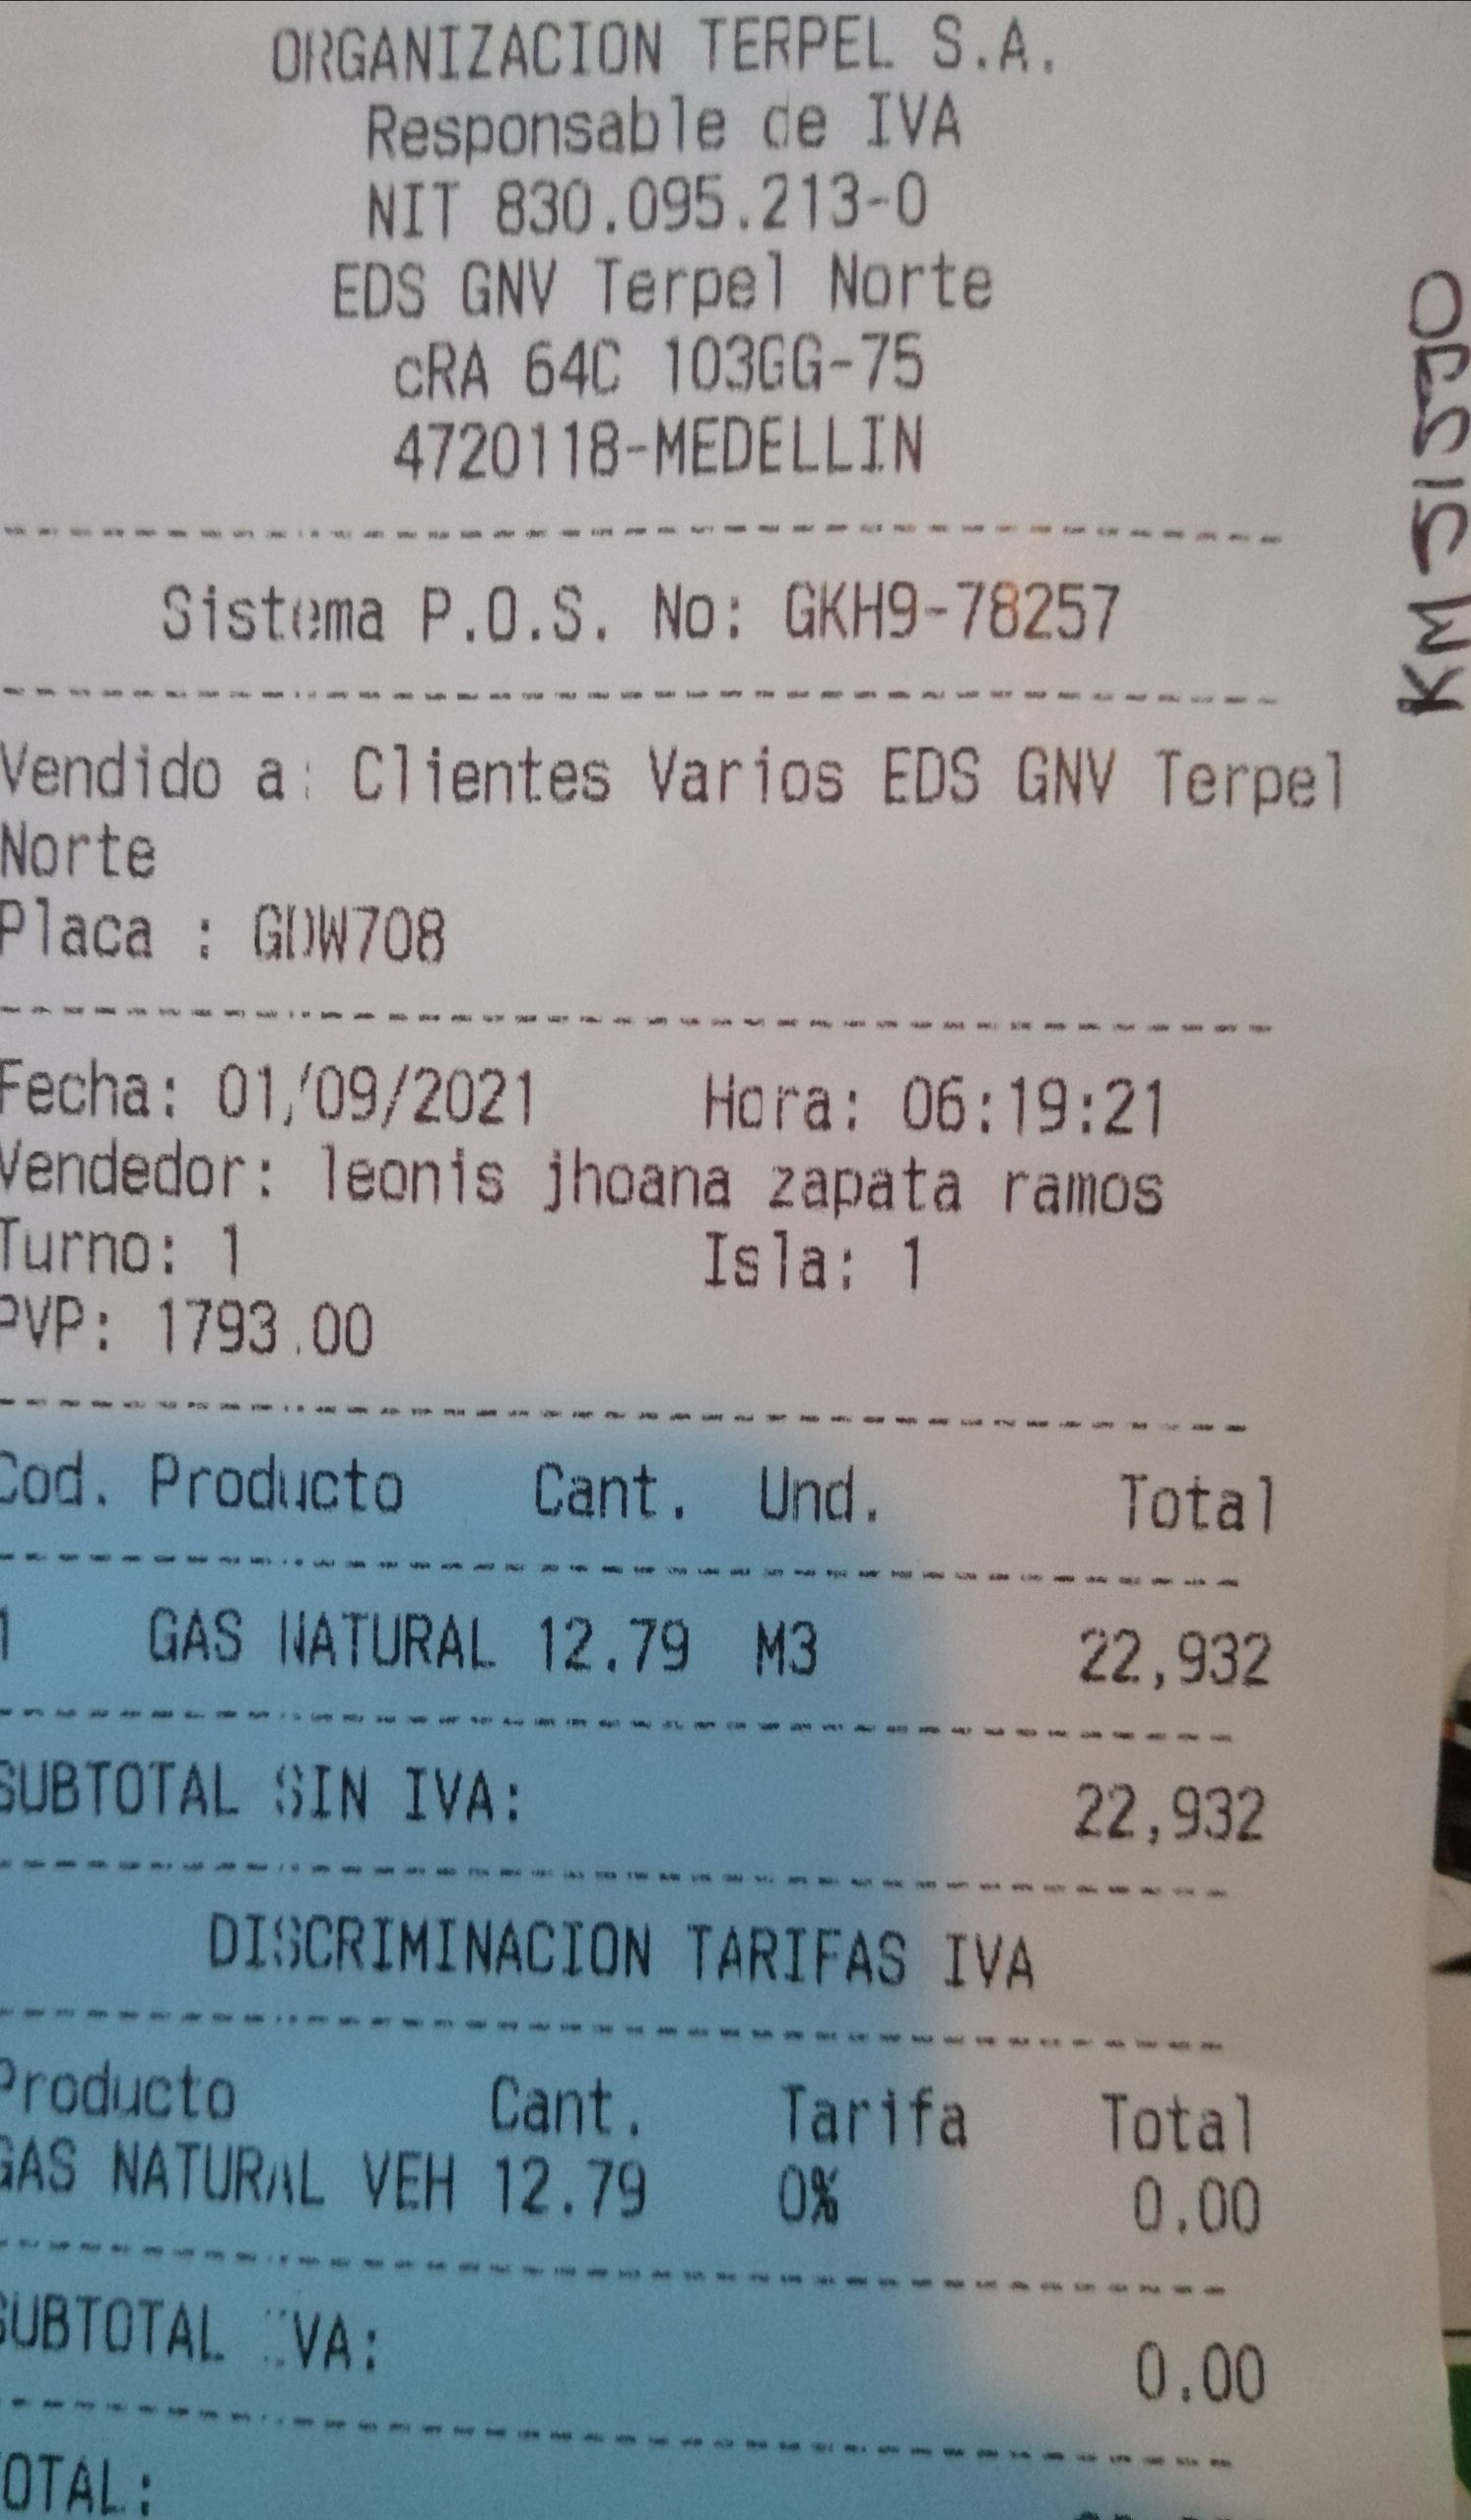 ORGANIZACION TERPEL S.A.
Responsable de IVA
NIT 830.095.213-0
EDS GNV Terpel Norte
cRA 64C 103GG-75
4720118-MEDELLIN
Sistema P.O.S. No: GKH9-78257
Vendido a: Clientes Varios EDS GNV Terpel
Norte
Placa : GDW708
Fecha: 01/09/2021 Hora: 06:19:21
Vendedor: leonis jhoana zapata ramos
Turno: 1 Isla: 1
PVP: 1793.00
Cod. Producto Cant. Und. Total
1 GAS NATURAL 12.79 M3 22,932
SUBTOTAL SIN IVA: 22,932
DISCRIMINACION TARIFAS IVA
Producto Cant. Tarifa Total
GAS NATURAL VEH 12.79 0% 0.00
SUBTOTAL IVA: 0.00
OTAL:
KM 51550